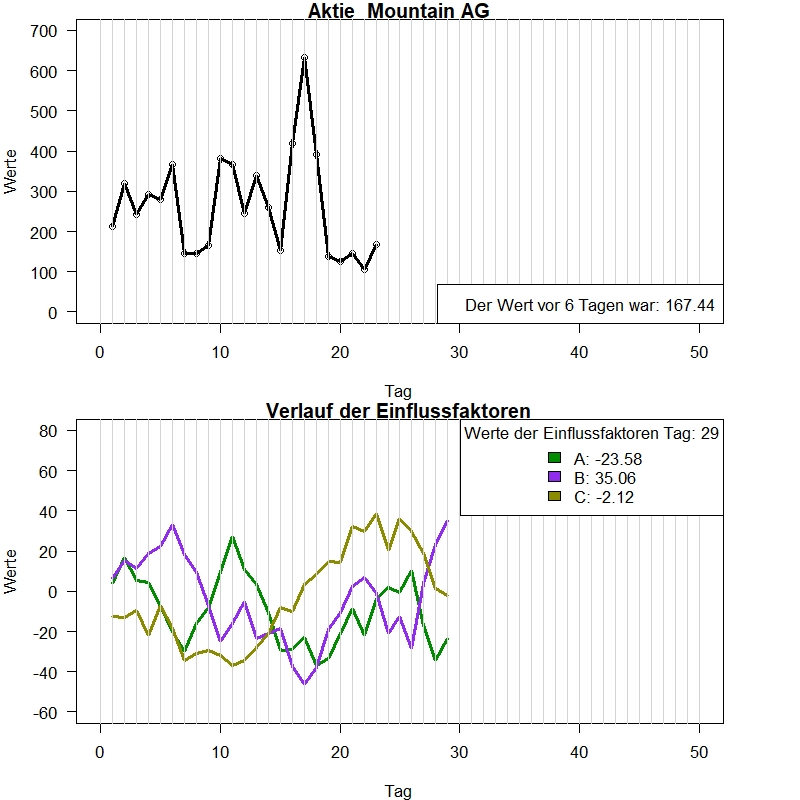 Aktie  Mountain AG
700
600
500
400
300
200
100
0
Werte
Der Wert vor 6 Tagen war: 167.44
0 10 20 30 40 50
Tag
Verlauf der Einflussfaktoren
80
60
40
20
0
-20
-40
-60
Werte
Werte der Einflussfaktoren Tag: 29
A: -23.58
B: 35.06
C: -2.12
0 10 20 30 40 50
Tag